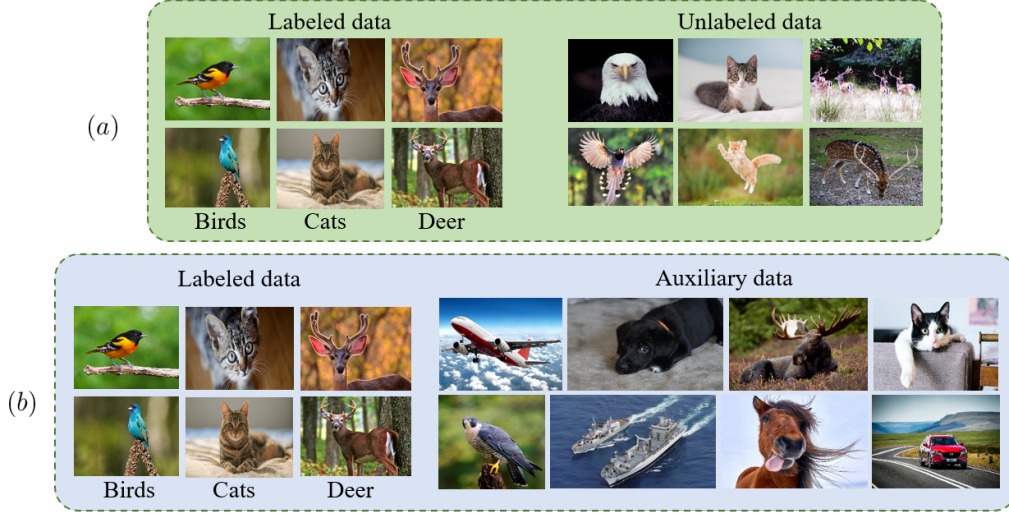 Labeled data
Unlabeled data
(a)
Birds
Cats
Deer
Labeled data
Auxiliary data
(b)
Birds
Cats
Deer